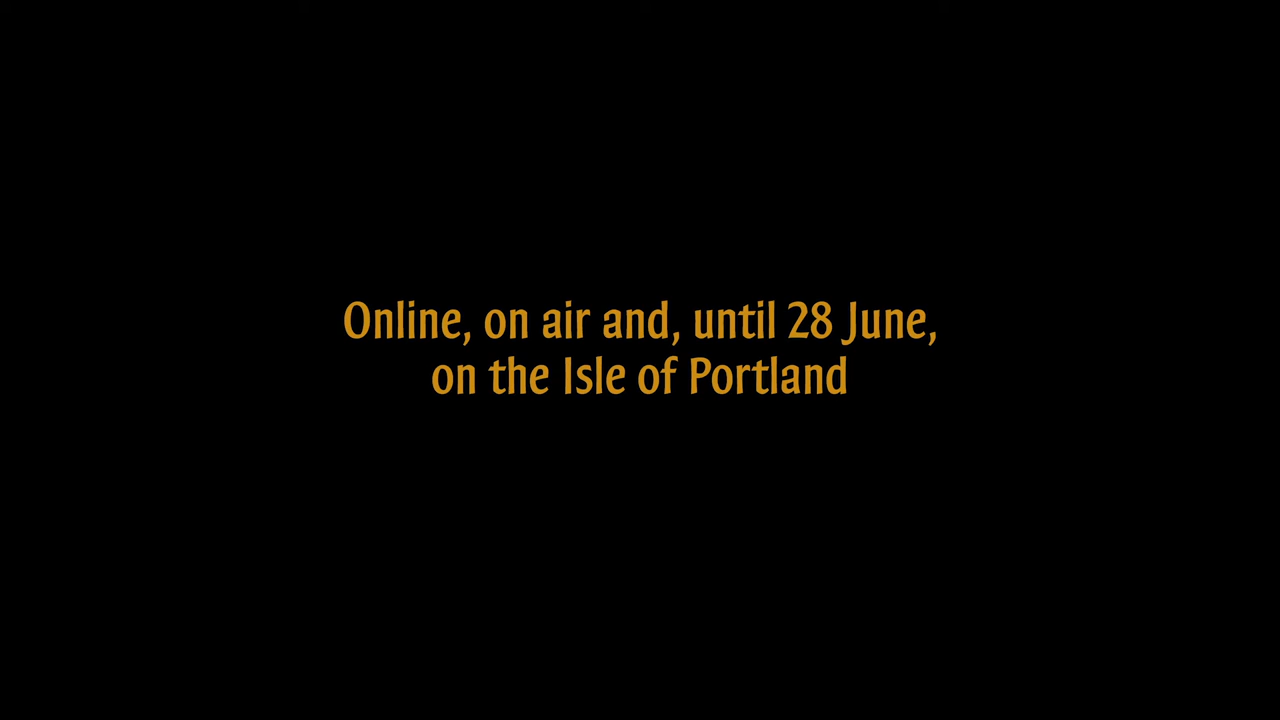 Online, on air and, until 28 June,
on the Isle of Portland